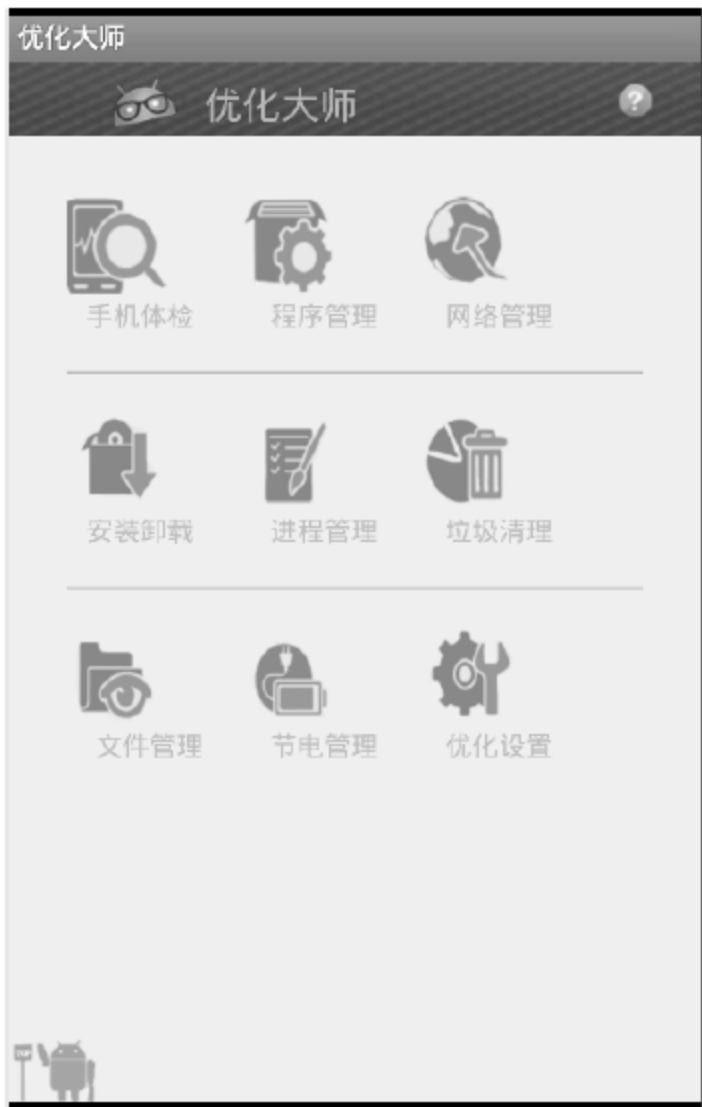 优化大师
优化大师 ?
手机体检 程序管理 网络管理
安装卸载 进程管理 垃圾清理
文件管理 节电管理 优化设置